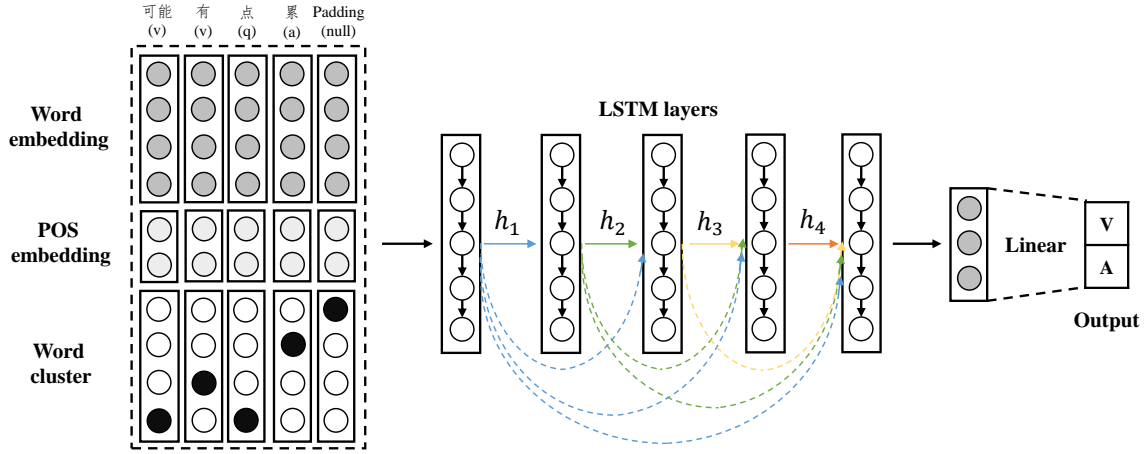 可能 有 点 累 Padding
(v) (v) (q) (a) (null)
Word
embedding
POS
embedding
Word
cluster
LSTM layers
h₁ h₂ h₃ h₄
Linear
V
A
Output